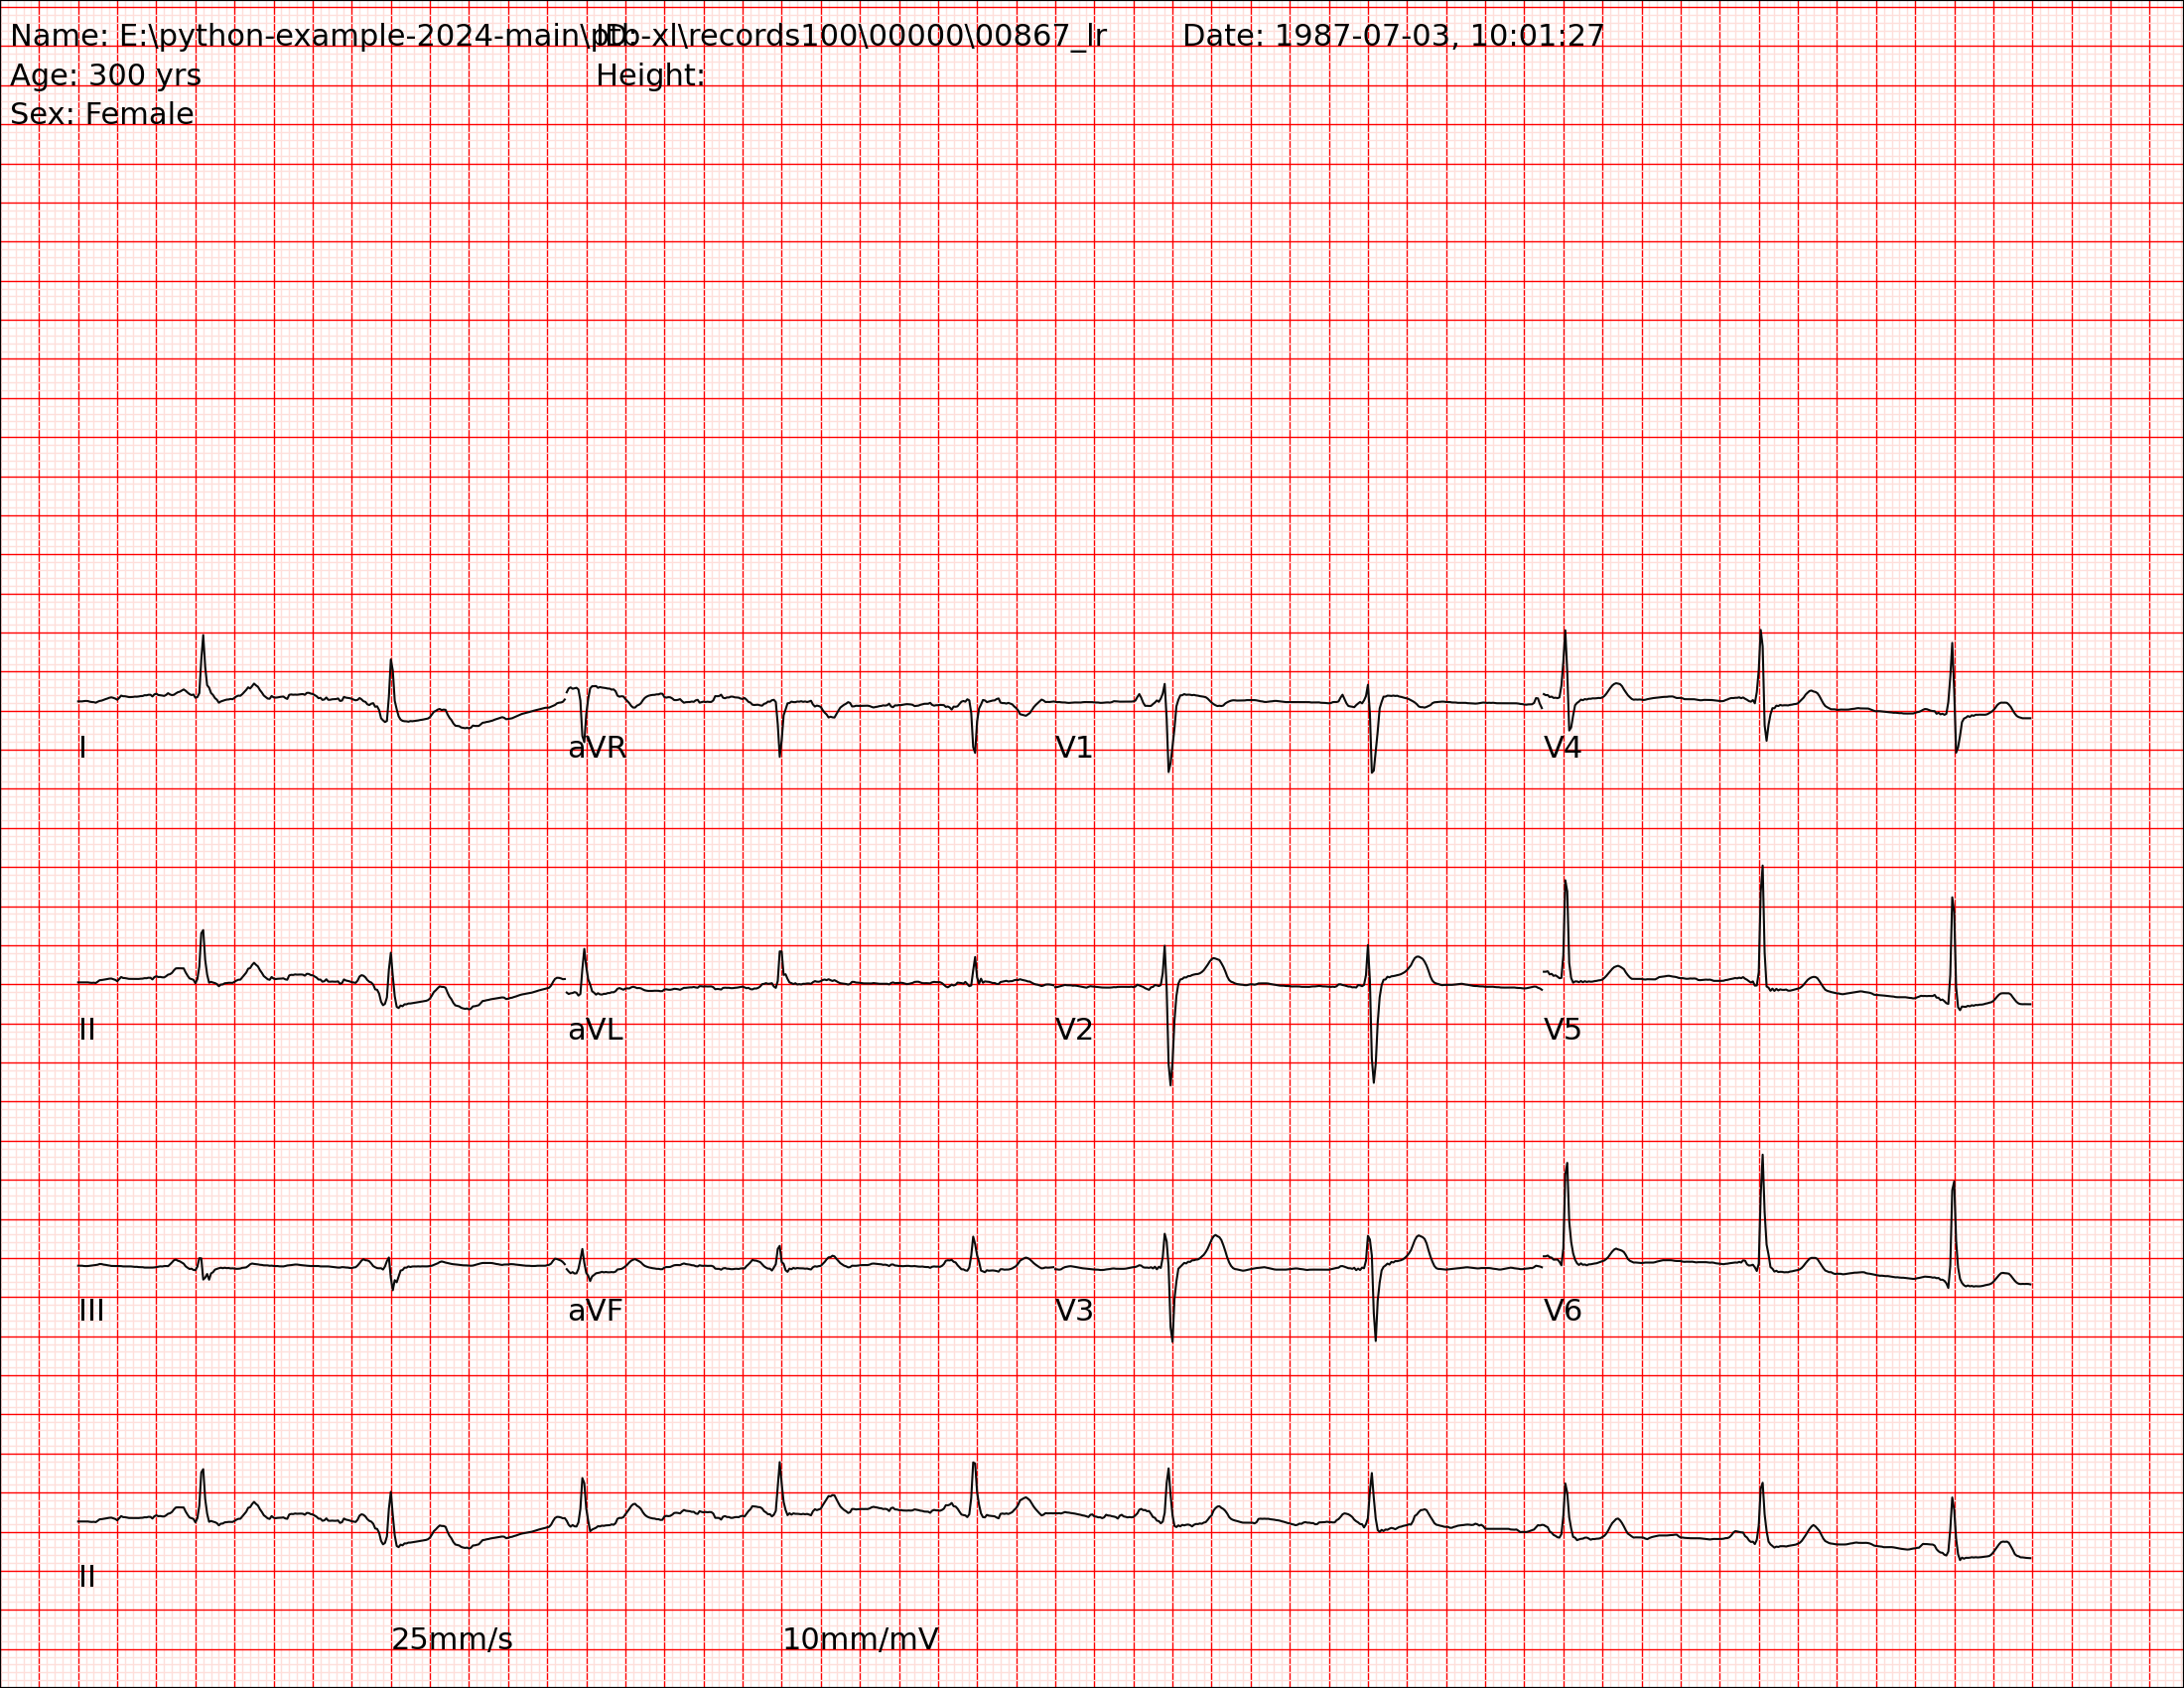 Name: E:\python-example-2024-main\ptb-xl\records100\00000\00867_lr ID: Date: 1987-07-03, 10:01:27
Age: 300 yrs Height:
Sex: Female
I aVR V1 V4
II aVL V2 V5
III aVF V3 V6
II
25mm/s 10mm/mV